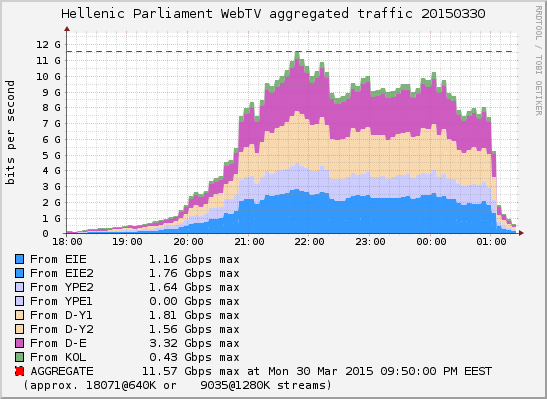 Hellenic Parliament WebTV aggregated traffic 20150330
RRDTOOL / TOBI OETIKER
bits per second
12 G
11 G
10 G
9 G
8 G
7 G
6 G
5 G
4 G
3 G
2 G
1 G
0
18:00 19:00 20:00 21:00 22:00 23:00 00:00 01:00
From EIE 1.16 Gbps max
From EIE2 1.76 Gbps max
From YPE2 1.64 Gbps max
From YPE1 0.00 Gbps max
From D-Y1 1.81 Gbps max
From D-Y2 1.56 Gbps max
From D-E 3.32 Gbps max
From KOL 0.43 Gbps max
AGGREGATE 11.57 Gbps max at Mon 30 Mar 2015 09:50:00 PM EEST
(approx. 18071@640K or 9035@1280K streams)